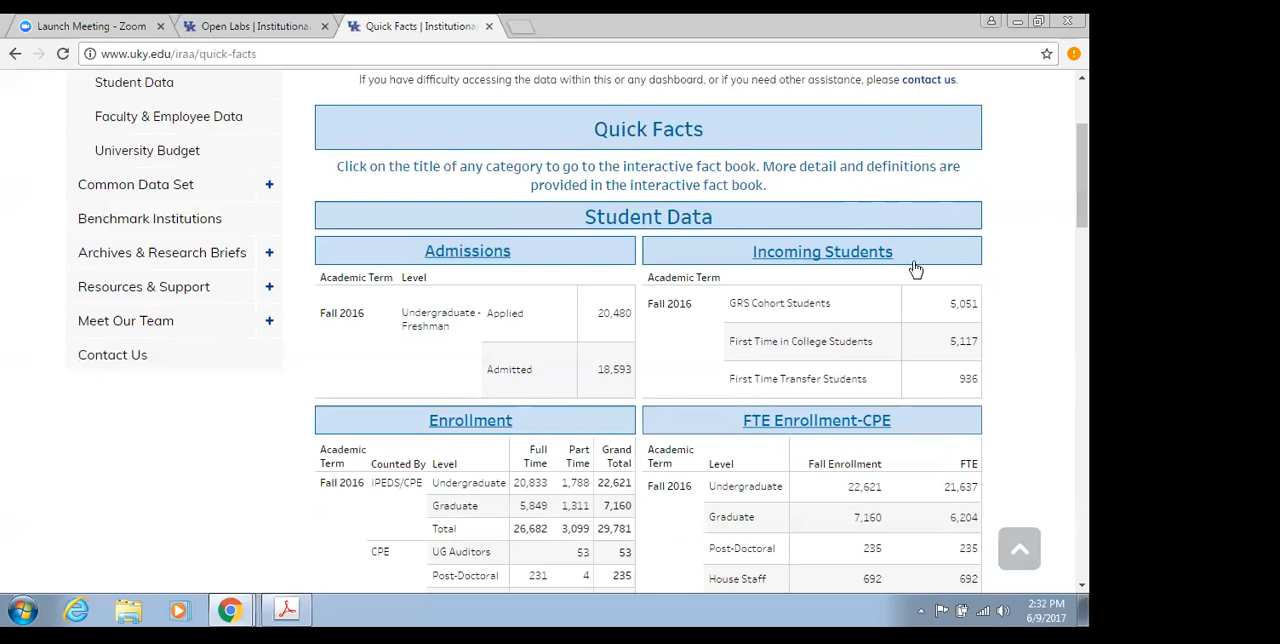 Launch Meeting - Zoom
Open Labs | Institutional
Quick Facts | Institutional
www.uky.edu/iraa/quick-facts
Student Data
Faculty & Employee Data
University Budget
Common Data Set +
Benchmark Institutions
Archives & Research Briefs +
Resources & Support +
Meet Our Team +
Contact Us
If you have difficulty accessing the data within this or any dashboard, or if you need other assistance, please contact us.
Quick Facts
Click on the title of any category to go to the interactive fact book. More detail and definitions are
provided in the interactive fact book.
Student Data
Admissions
Academic Term Level
Fall 2016 Undergraduate - Applied 20,480
Freshman
Admitted 18,593
Incoming Students
Academic Term
Fall 2016 GRS Cohort Students 5,051
First Time in College Students 5,117
First Time Transfer Students 936
Enrollment
Academic Full Part Grand
Term Counted By Level Time Time Total
Fall 2016 IPEDS/CPE Undergraduate 20,833 1,788 22,621
Graduate 5,849 1,311 7,160
Total 26,682 3,099 29,781
CPE UG Auditors 53 53
Post-Doctoral 231 4 235
FTE Enrollment-CPE
Academic
Term Level Fall Enrollment FTE
Fall 2016 Undergraduate 22,621 21,637
Graduate 7,160 6,204
Post-Doctoral 235 235
House Staff 692 692
2:32 PM
6/9/2017